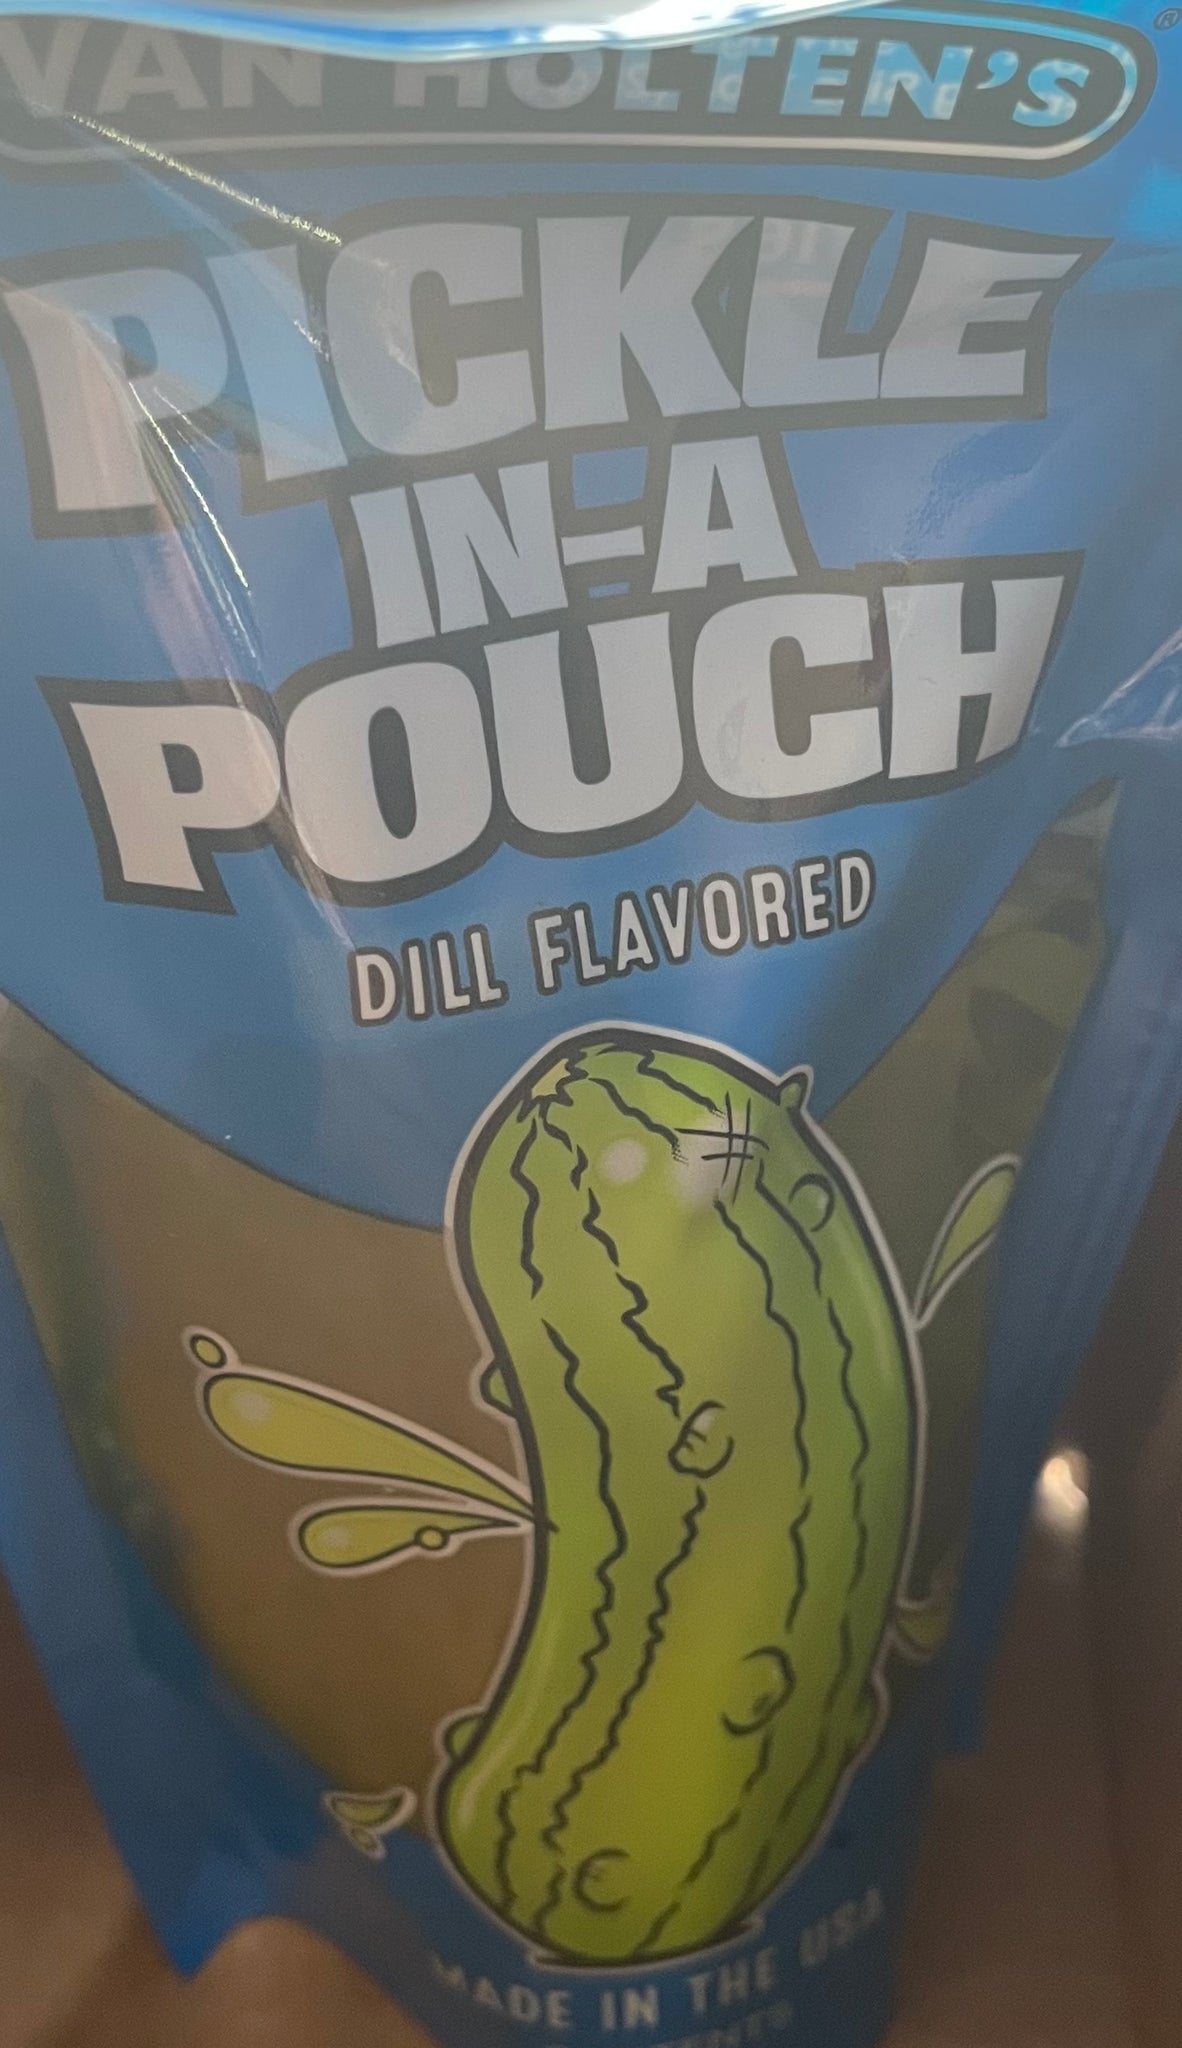 VAN HOLTEN'S®
PICKLE
IN-A
POUCH
DILL FLAVORED
MADE IN THE USA